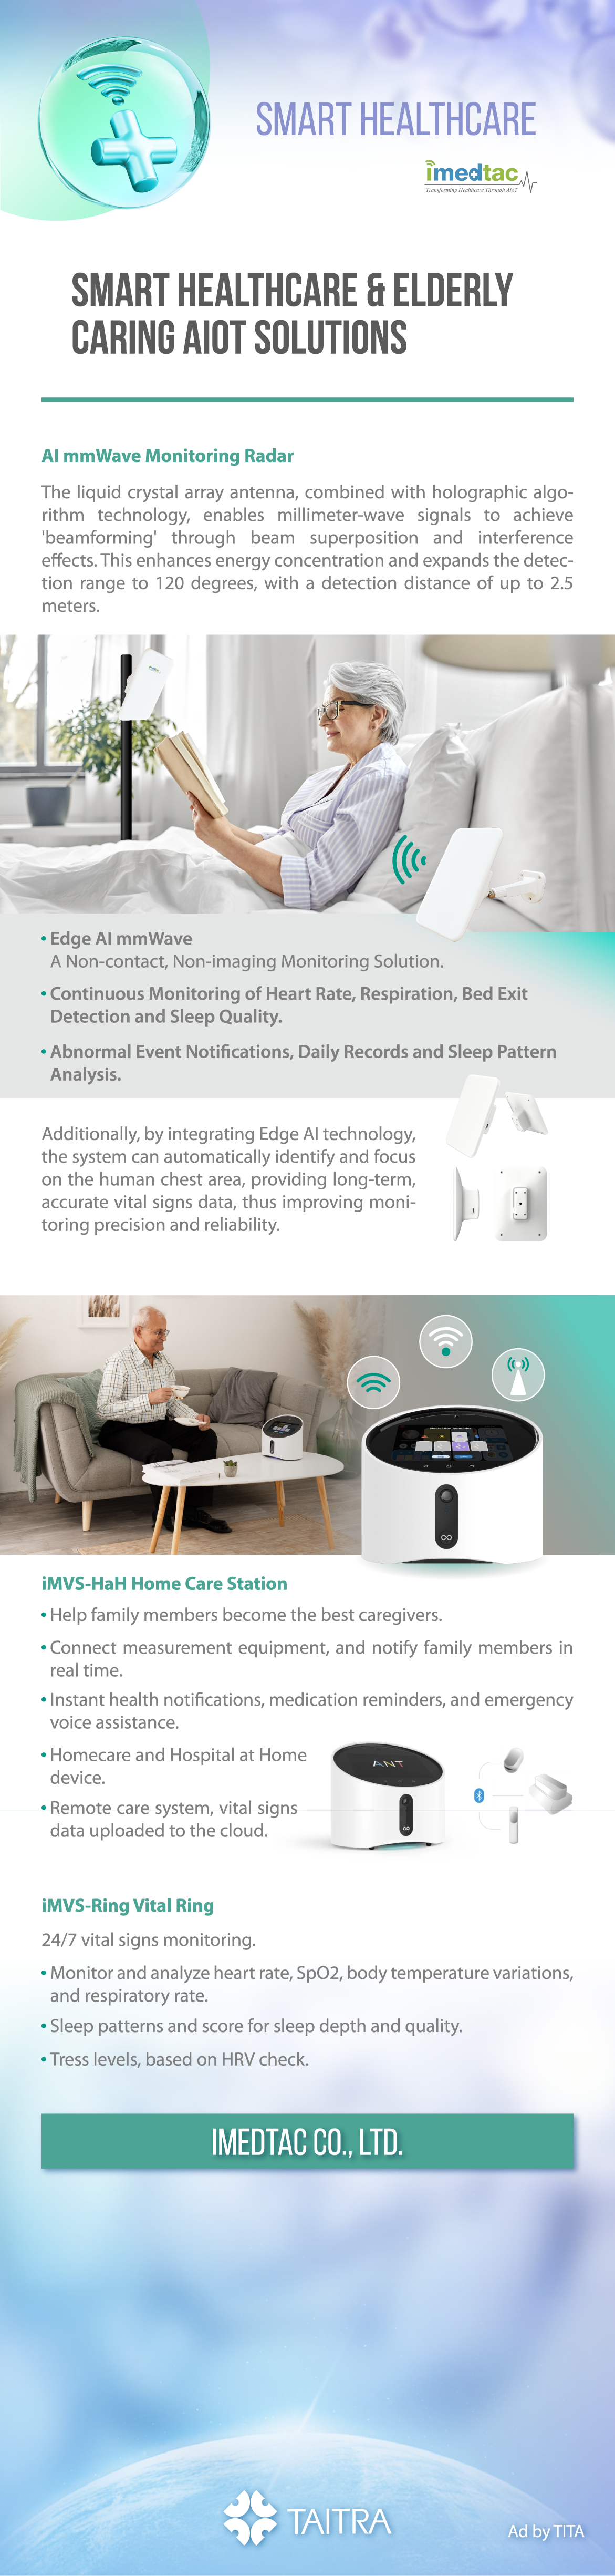 SMART HEALTHCARE
imedtac
Transforming Healthcare Through AIoT
SMART HEALTHCARE & ELDERLY
CARING AIOT SOLUTIONS
AI mmWave Monitoring Radar
The liquid crystal array antenna, combined with holographic algo-
rithm technology, enables millimeter-wave signals to achieve
'beamforming' through beam superposition and interference
effects. This enhances energy concentration and expands the detec-
tion range to 120 degrees, with a detection distance of up to 2.5
meters.
imedtac
• Edge AI mmWave
A Non-contact, Non-imaging Monitoring Solution.
• Continuous Monitoring of Heart Rate, Respiration, Bed Exit
Detection and Sleep Quality.
• Abnormal Event Notifications, Daily Records and Sleep Pattern
Analysis.
Additionally, by integrating Edge AI technology,
the system can automatically identify and focus
on the human chest area, providing long-term,
accurate vital signs data, thus improving moni-
toring precision and reliability.
iMVS-HaH Home Care Station
• Help family members become the best caregivers.
• Connect measurement equipment, and notify family members in
real time.
• Instant health notifications, medication reminders, and emergency
voice assistance.
• Homecare and Hospital at Home
device.
• Remote care system, vital signs
data uploaded to the cloud.
ANT
iMVS-Ring Vital Ring
24/7 vital signs monitoring.
• Monitor and analyze heart rate, SpO2, body temperature variations,
and respiratory rate.
• Sleep patterns and score for sleep depth and quality.
• Tress levels, based on HRV check.
IMEDTAC CO., LTD.
TAITRA
Ad by TITA